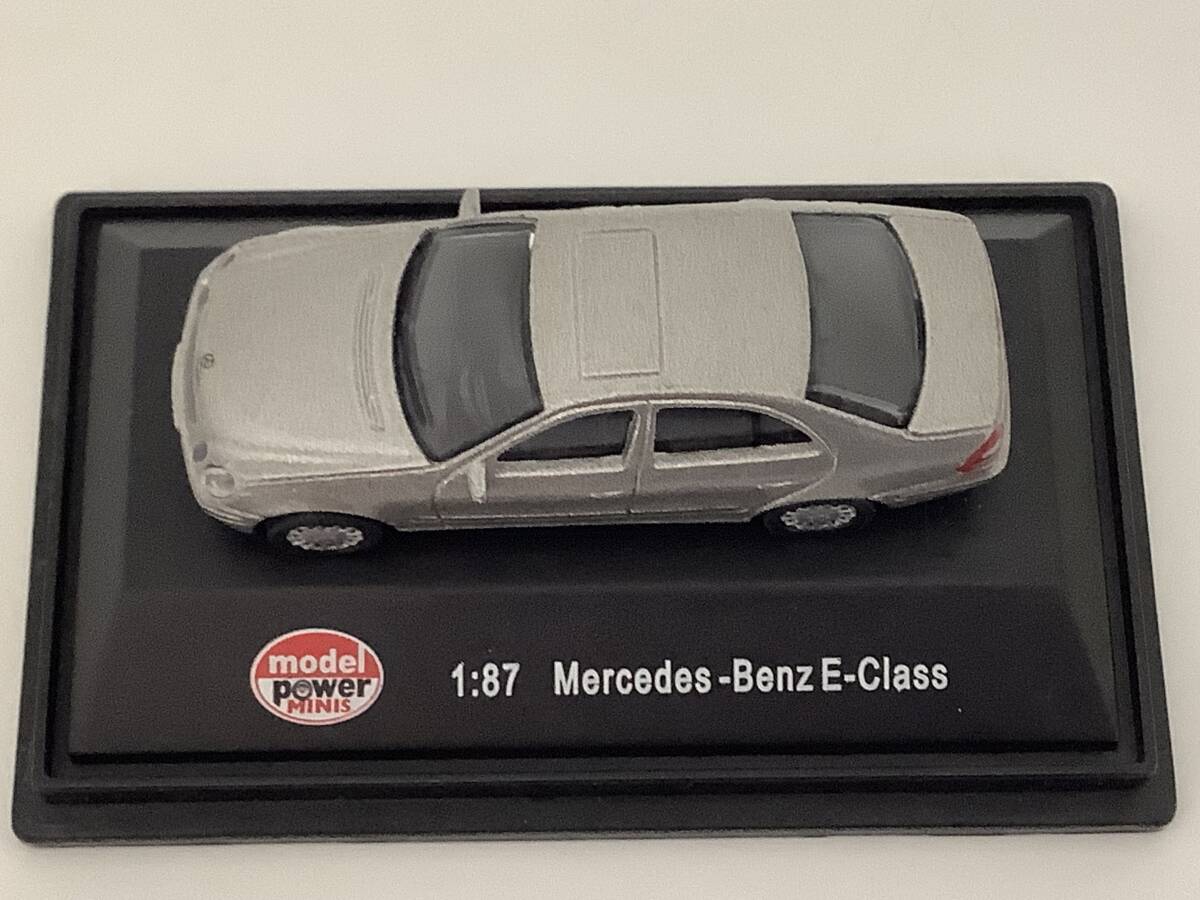 model
power
MINIS
1:87 Mercedes-Benz E-Class